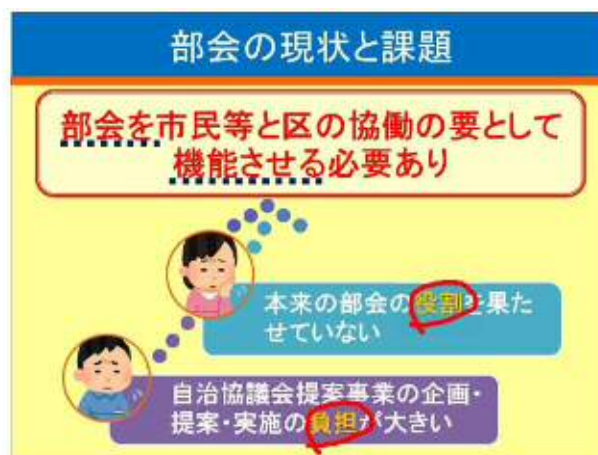 部会の現状と課題
部会を市民等と区の協働の要として
機能させる必要あり
本来の部会の役割を果た
せていない
自治協議会提案事業の企画・
提案・実施の負担が大きい